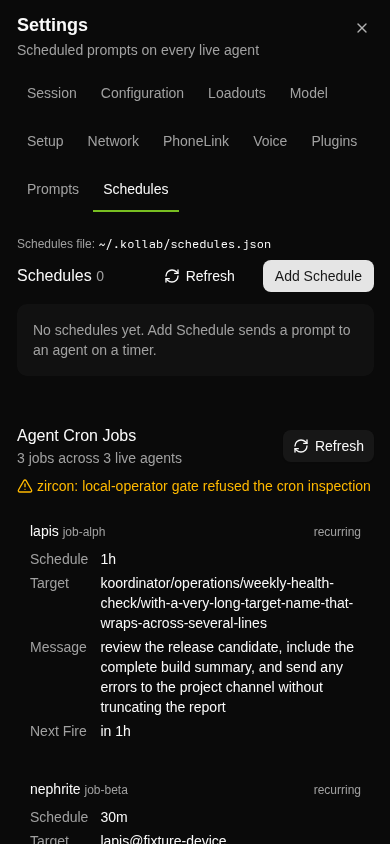 Settings
Scheduled prompts on every live agent
Session Configuration Loadouts Model
Setup Network PhoneLink Voice Plugins
Prompts Schedules
Schedules file: ~/.kollab/schedules.json
Schedules 0 Refresh Add Schedule
No schedules yet. Add Schedule sends a prompt to
an agent on a timer.
Agent Cron Jobs
3 jobs across 3 live agents
Refresh
zircon: local-operator gate refused the cron inspection
lapis job-alph recurring
Schedule 1h
Target koordinator/operations/weekly-health-
check/with-a-very-long-target-name-that-
wraps-across-several-lines
Message review the release candidate, include the
complete build summary, and send any
errors to the project channel without
truncating the report
Next Fire in 1h
nephrite job-beta recurring
Schedule 30m
Target lapis@fixture-device